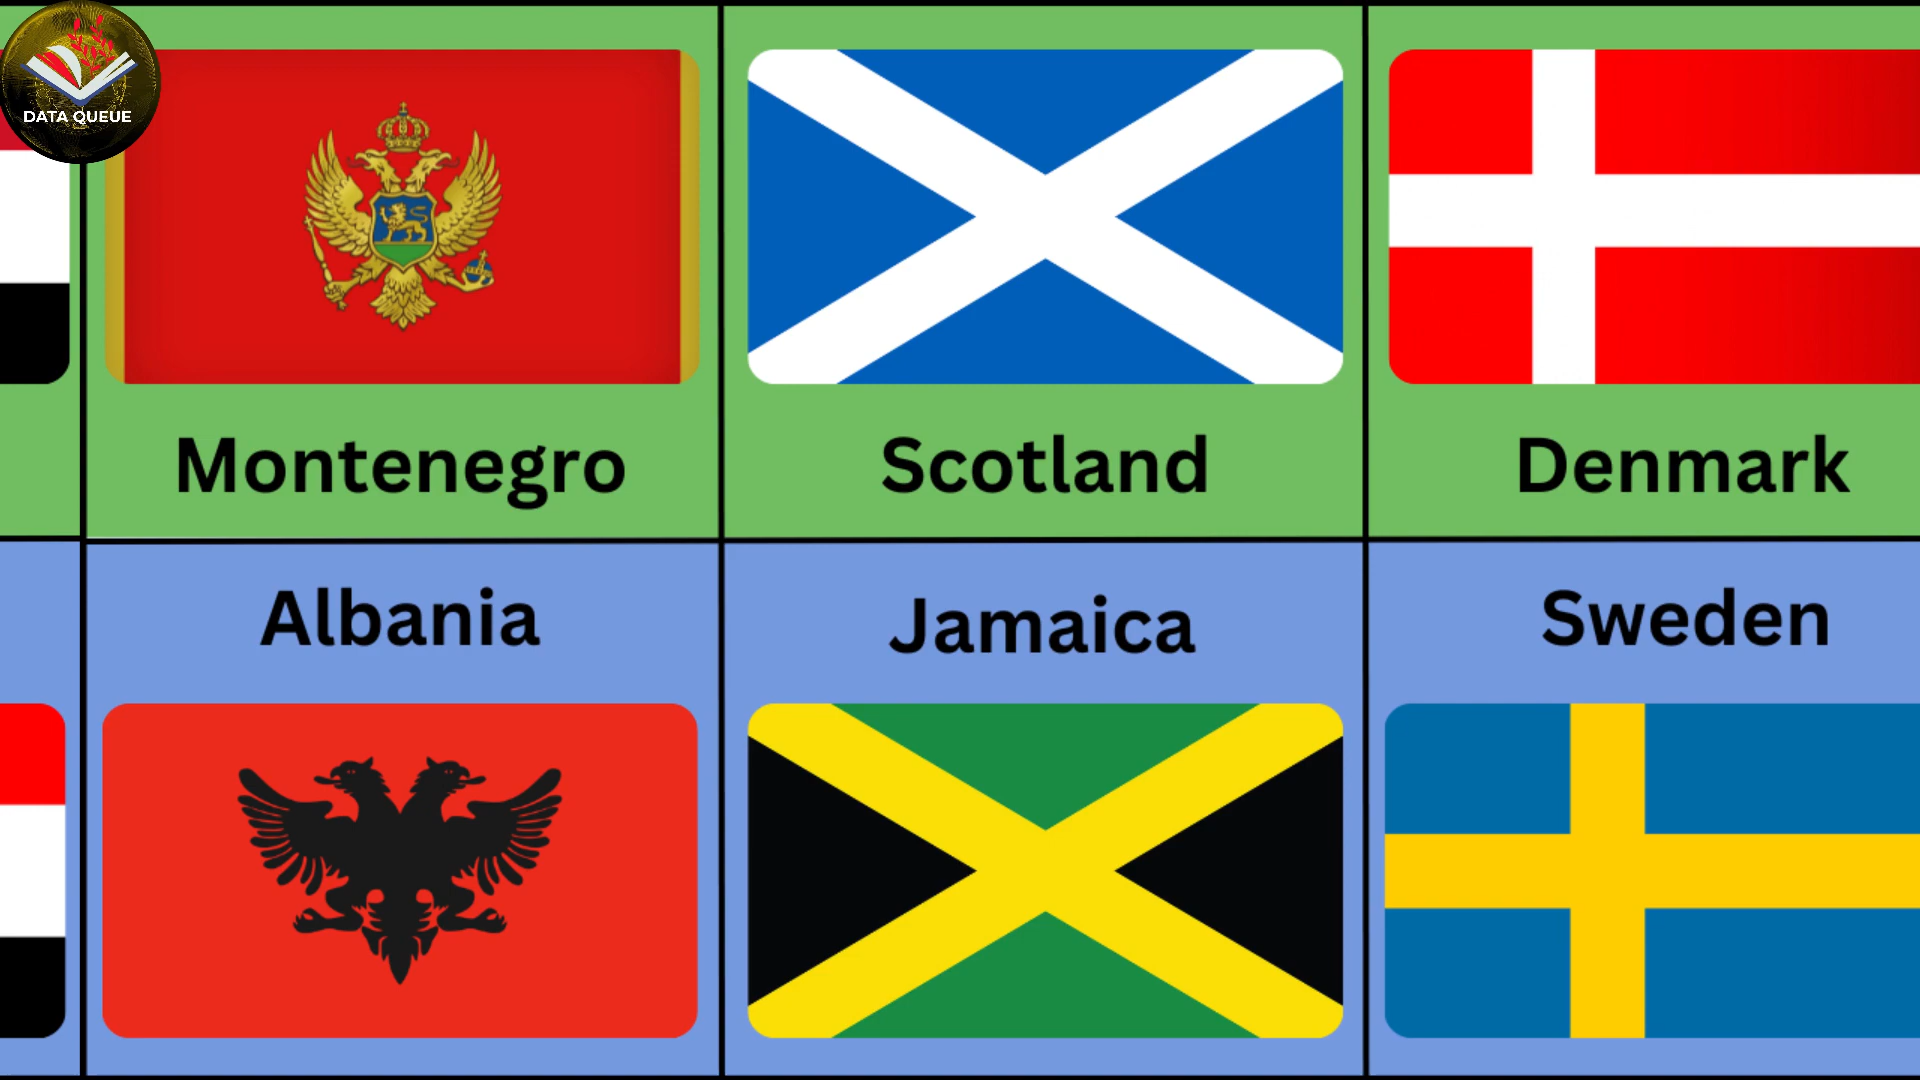 DATA QUEUE
Montenegro
Scotland
Denmark
Albania
Jamaica
Sweden